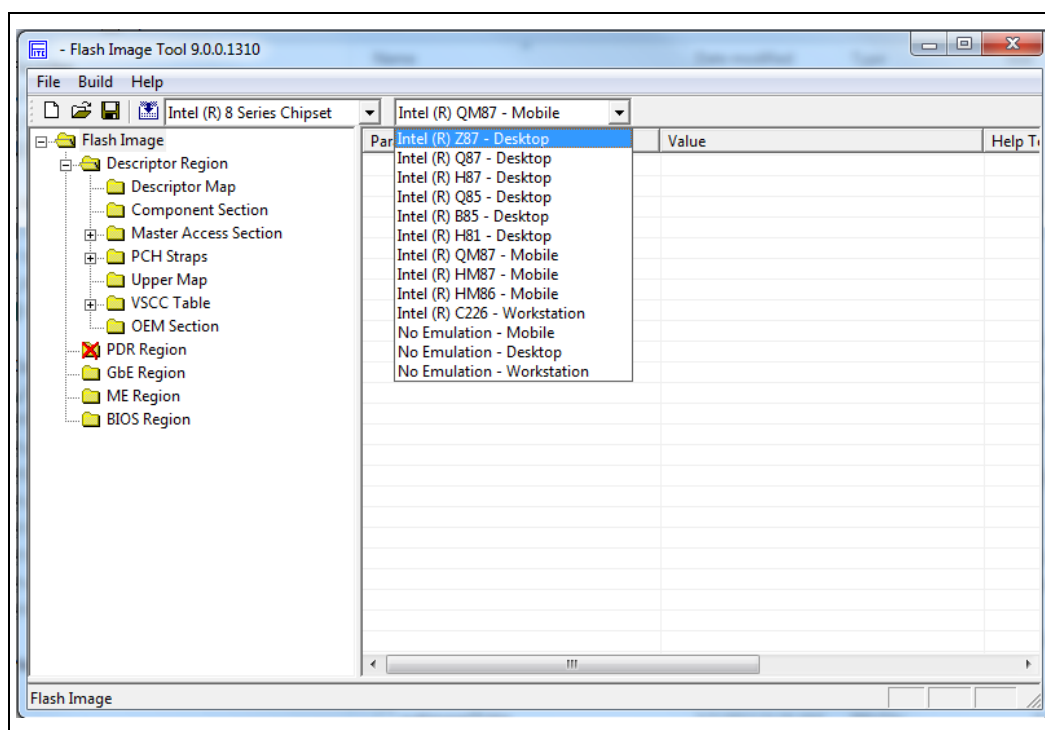 - Flash Image Tool 9.0.0.1310
File Build Help
Intel (R) 8 Series Chipset Intel (R) QM87 - Mobile
Flash Image
Descriptor Region
Descriptor Map
Component Section
Master Access Section
PCH Straps
Upper Map
VSCC Table
OEM Section
PDR Region
GbE Region
ME Region
BIOS Region
Par Value Help T
Intel (R) Z87 - Desktop
Intel (R) Q87 - Desktop
Intel (R) H87 - Desktop
Intel (R) Q85 - Desktop
Intel (R) B85 - Desktop
Intel (R) H81 - Desktop
Intel (R) QM87 - Mobile
Intel (R) HM87 - Mobile
Intel (R) HM86 - Mobile
Intel (R) C226 - Workstation
No Emulation - Mobile
No Emulation - Desktop
No Emulation - Workstation
Flash Image